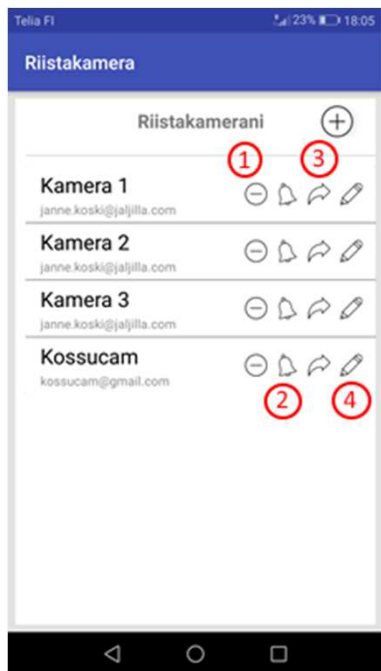 Telia FI 23% 18:05
Riistakamera
Riistakamerani
1 3
Kamera 1
janne.koski@jaljilla.com
Kamera 2
janne.koski@jaljilla.com
Kamera 3
janne.koski@jaljilla.com
Kossucam
kossucam@gmail.com
2 4